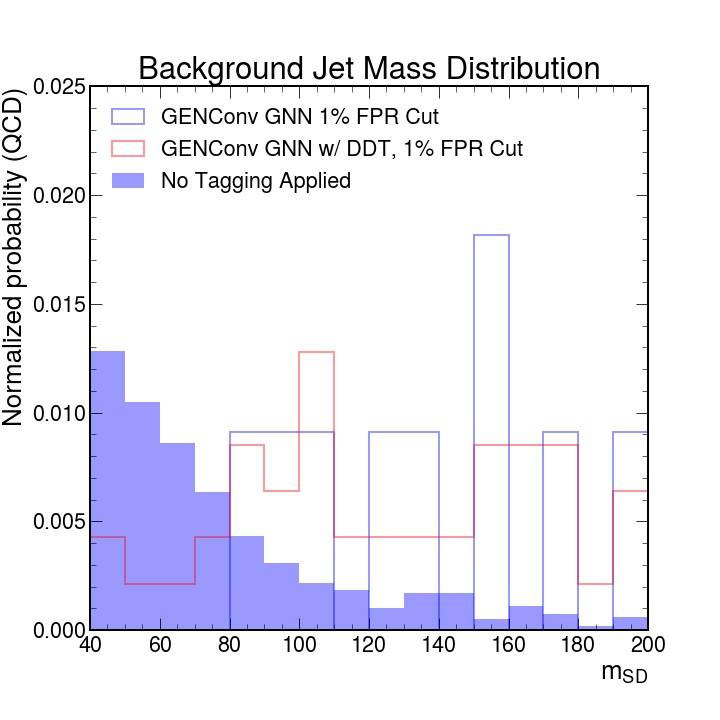 Background Jet Mass Distribution
Normalized probability (QCD)
0.025
0.020
0.015
0.010
0.005
0.000
GENConv GNN 1% FPR Cut
GENConv GNN w/ DDT, 1% FPR Cut
No Tagging Applied
40 60 80 100 120 140 160 180 200
mSD